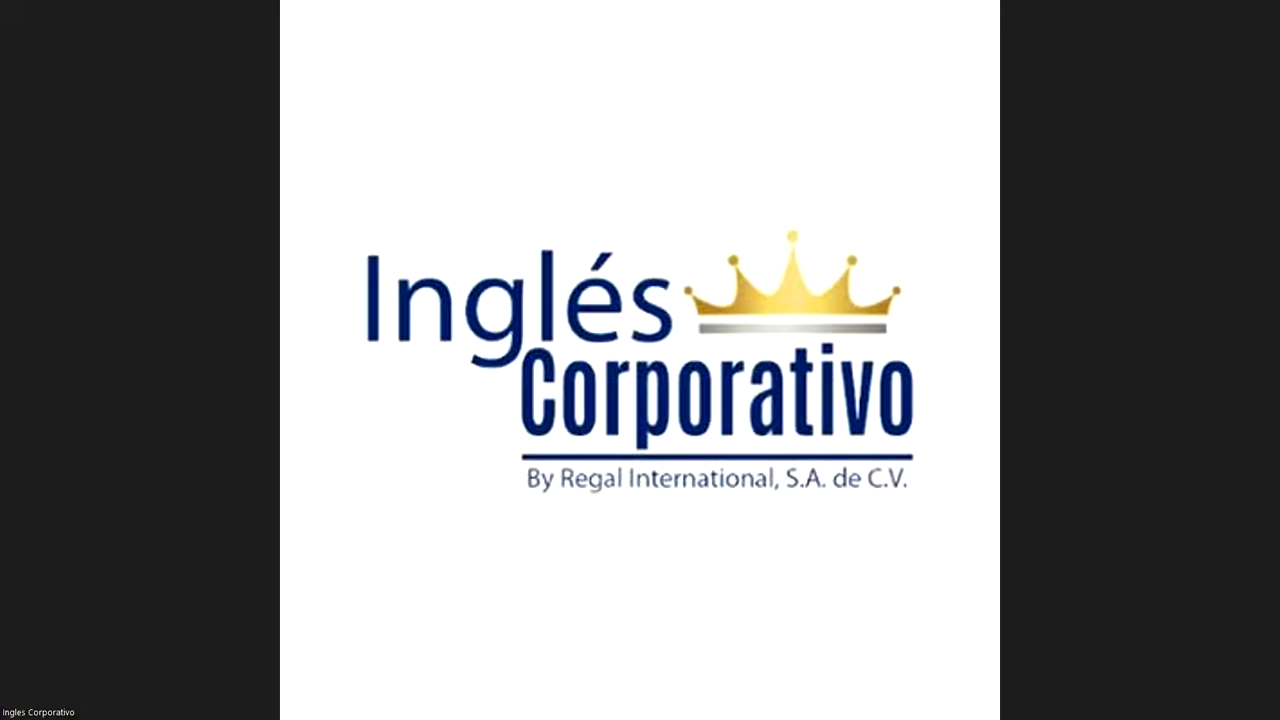 Inglés
Corporativo
By Regal International, S.A. de C.V.
Ingles Corporativo